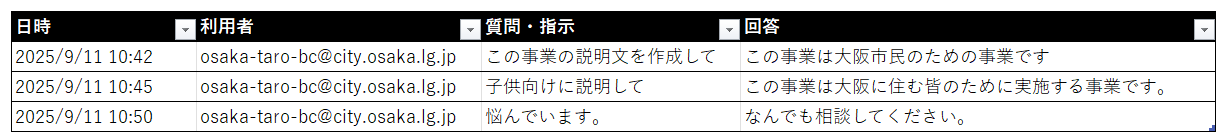 日時 利用者 質問・指示 回答
2025/9/11 10:42 osaka-taro-bc@city.osaka.lg.jp この事業の説明文を作成して この事業は大阪市民のための事業です
2025/9/11 10:45 osaka-taro-bc@city.osaka.lg.jp 子供向けに説明して この事業は大阪に住む皆のために実施する事業です。
2025/9/11 10:50 osaka-taro-bc@city.osaka.lg.jp 悩んでいます。 なんでも相談してください。